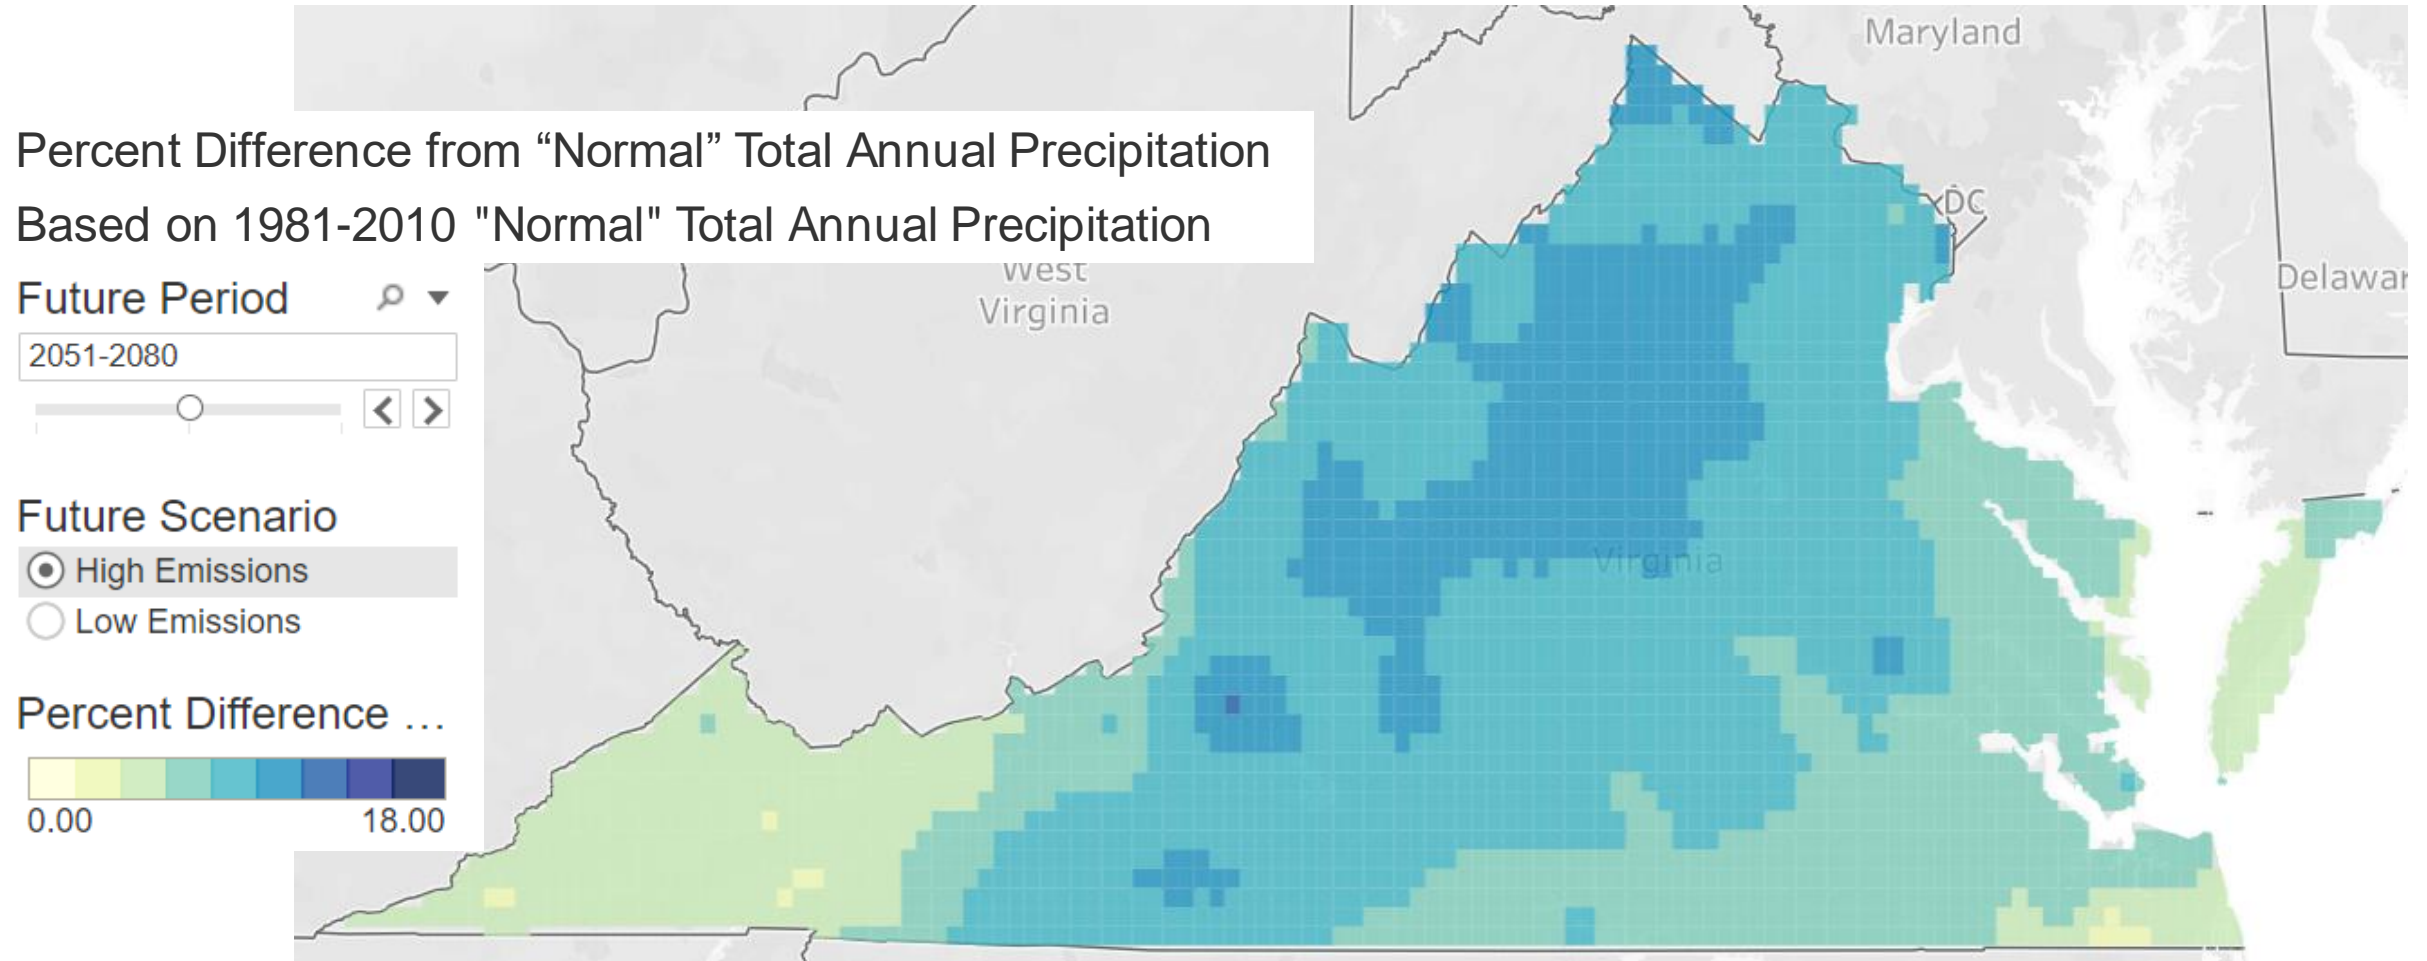 Maryland
Percent Difference from “Normal” Total Annual Precipitation
Based on 1981-2010 "Normal" Total Annual Precipitation
DC
West
Virginia
Delawar
Future Period
2051-2080
Future Scenario
High Emissions
Low Emissions
Virginia
Percent Difference ...
0.00 18.00